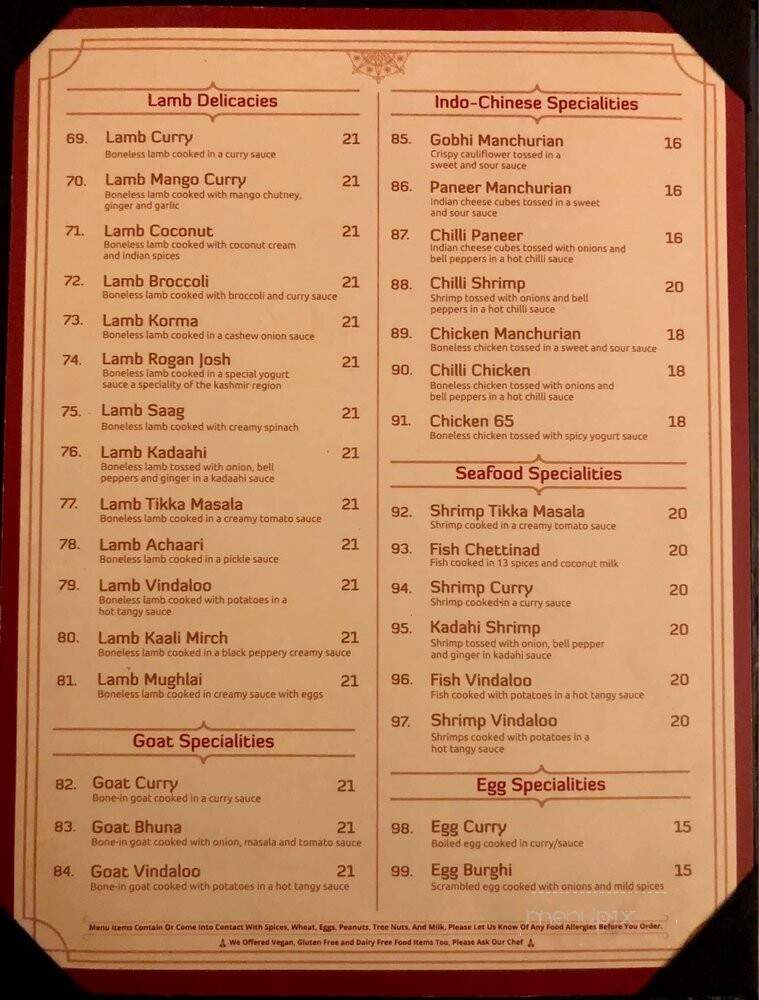 Lamb Delicacies
69. Lamb Curry 21
Boneless lamb cooked in a curry sauce
70. Lamb Mango Curry 21
Boneless lamb cooked with mango chutney,
ginger and garlic
71. Lamb Coconut 21
Boneless lamb cooked with coconut cream
and indian spices
72. Lamb Broccoli 21
Boneless lamb cooked with broccoli and curry sauce
73. Lamb Korma 21
Boneless lamb cooked in a cashew onion sauce
74. Lamb Rogan Josh 21
Boneless lamb cooked in a special yogurt
sauce a speciality of the kashmir region
75. Lamb Saag 21
Boneless lamb cooked with creamy spinach
76. Lamb Kadaahi 21
Boneless lamb tossed with onion, bell
peppers and ginger in a kadaahi sauce
77. Lamb Tikka Masala 21
Boneless lamb cooked in a creamy tomato sauce
78. Lamb Achaari 21
Boneless lamb cooked in a pickle sauce
79. Lamb Vindaloo 21
Boneless lamb cooked with potatoes in a
hot tangy sauce
80. Lamb Kaali Mirch 21
Boneless lamb cooked in a black peppery creamy sauce
81. Lamb Mughlai 21
Boneless lamb cooked in creamy sauce with eggs
Goat Specialities
82. Goat Curry 21
Bone-in goat cooked in a curry sauce
83. Goat Bhuna 21
Bone-in goat cooked with onion, masala and tomato sauce
84. Goat Vindaloo 21
Bone-in goat cooked with potatoes in a hot tangy sauce
Indo-Chinese Specialities
85. Gobhi Manchurian 16
Crispy cauliflower tossed in a
sweet and sour sauce
86. Paneer Manchurian 16
Indian cheese cubes tossed in a sweet
and sour sauce
87. Chilli Paneer 16
Indian cheese cubes tossed with onions and
bell peppers in a hot chilli sauce
88. Chilli Shrimp 20
Shrimp tossed with onions and bell
peppers in a hot chilli sauce
89. Chicken Manchurian 18
Boneless chicken tossed in a sweet and sour sauce
90. Chilli Chicken 18
Boneless chicken tossed with onions and
bell peppers in a hot chilli sauce
91. Chicken 65 18
Boneless chicken tossed with spicy yogurt sauce
Seafood Specialities
92. Shrimp Tikka Masala 20
Shrimp cooked in a creamy tomato sauce
93. Fish Chettinad 20
Fish cooked in 13 spices and coconut milk
94. Shrimp Curry 20
Shrimp cooked in a curry sauce
95. Kadahi Shrimp 20
Shrimp tossed with onion, bell pepper
and ginger in kadahi sauce
96. Fish Vindaloo 20
Fish cooked with potatoes in a hot tangy sauce
97. Shrimp Vindaloo 20
Shrimps cooked with potatoes in a
hot tangy sauce
Egg Specialities
98. Egg Curry 15
Boiled egg cooked in curry/sauce
99. Egg Burghi 15
Scrambled egg cooked with onions and mild spices
menupix
Menu Items Contain Or Come Into Contact With Spices, Wheat, Eggs, Peanuts, Tree Nuts, And Milk, Please Let Us Know Of Any Food Allergies Before You Order.
We Offered Vegan, Gluten Free and Dairy Free Food Items Too, Please Ask Our Chef